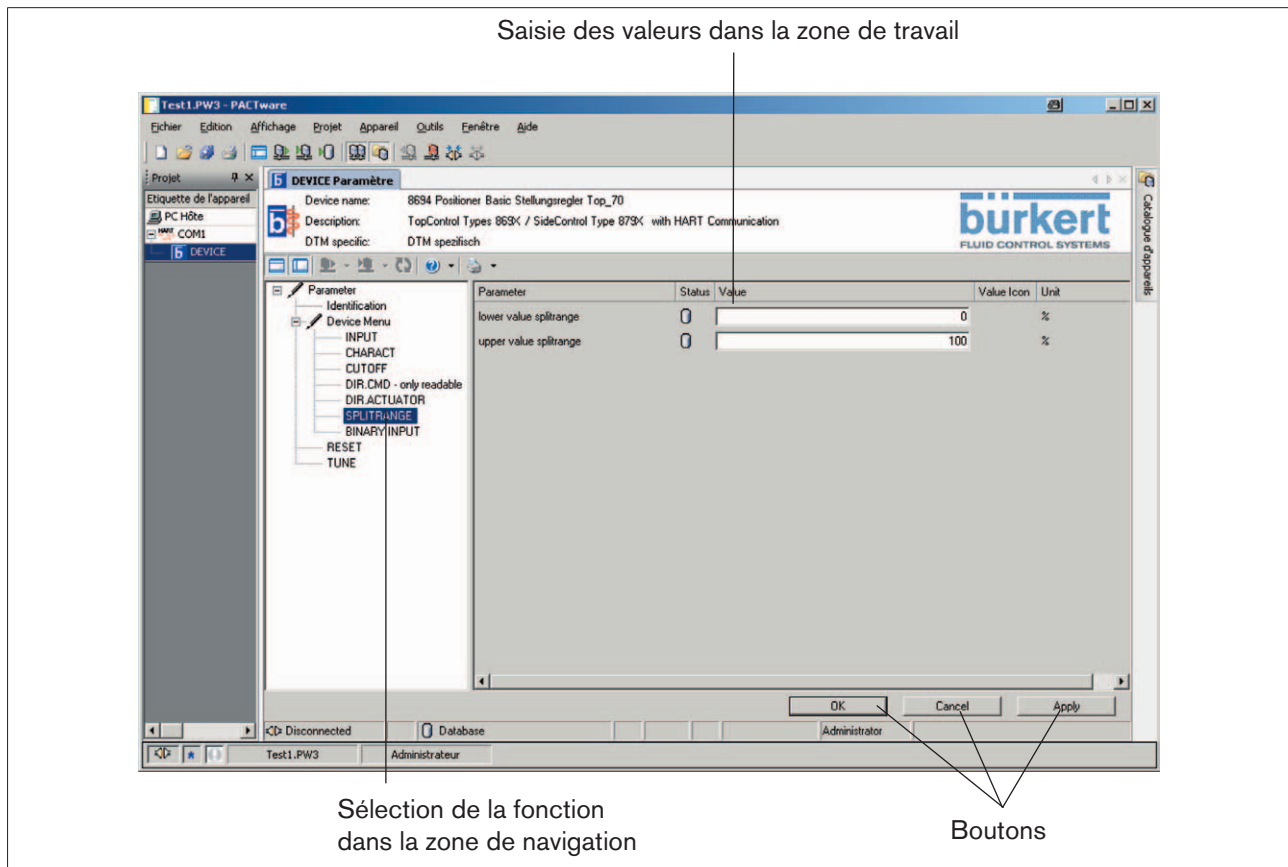 Saisie des valeurs dans la zone de travail
Test1.PW3 - PACTware
Fichier Edition Affichage Projet Appareil Outils Fenêtre Aide
Projet
Etiquette de l'appareil
PC Hôte
HART COM1
DEVICE
DEVICE Paramètre
Device name: 8694 Positioner Basic Stellungsregler Top_70
Description: TopControl Types 869X / SideControl Type 879X with HART Communication
DTM specific: DTM spezifisch
bürkert
FLUID CONTROL SYSTEMS
Catalogue d'appareils
Parameter
Identification
Device Menu
INPUT
CHARACT
CUTOFF
DIR.CMD - only readable
DIR.ACTUATOR
SPLITRANGE
BINARY INPUT
RESET
TUNE
Parameter Status Value Value Icon Unit
lower value splitrange 0 %
upper value splitrange 100 %
OK Cancel Apply
Disconnected Database Administrator
Test1.PW3 Administrateur
Sélection de la fonction
dans la zone de navigation
Boutons